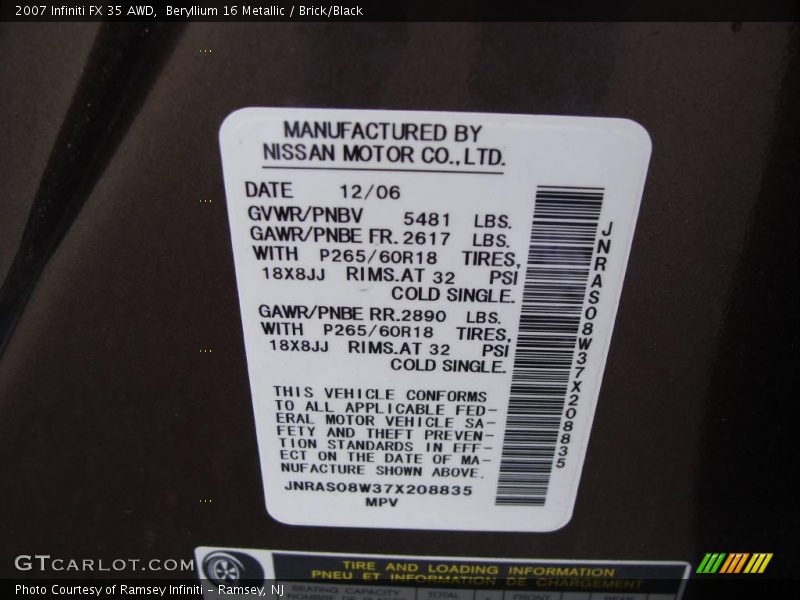 2007 Infiniti FX 35 AWD, Beryllium 16 Metallic / Brick/Black
MANUFACTURED BY
NISSAN MOTOR CO.,LTD.
DATE 12/06
GVWR/PNBV 5481 LBS.
GAWR/PNBE FR. 2617 LBS.
WITH P265/60R18 TIRES,
18X8JJ RIMS.AT 32 PSI
COLD SINGLE.
GAWR/PNBE RR.2890 LBS.
WITH P265/60R18 TIRES,
18X8JJ RIMS.AT 32 PSI
COLD SINGLE.
THIS VEHICLE CONFORMS
TO ALL APPLICABLE FED-
ERAL MOTOR VEHICLE SA-
FETY AND THEFT PREVEN-
TION STANDARDS IN EFF-
ECT ON THE DATE OF MA-
NUFACTURE SHOWN ABOVE.
JNRAS08W37X208835
MPV
JNRAS08W37X208835
TIRE AND LOADING INFORMATION
PNEU ET INFORMATION DE CHARGEMENT
SEATING CAPACITY TOTAL FRONT REAR
GTCARLOT.COM
Photo Courtesy of Ramsey Infiniti - Ramsey, NJ